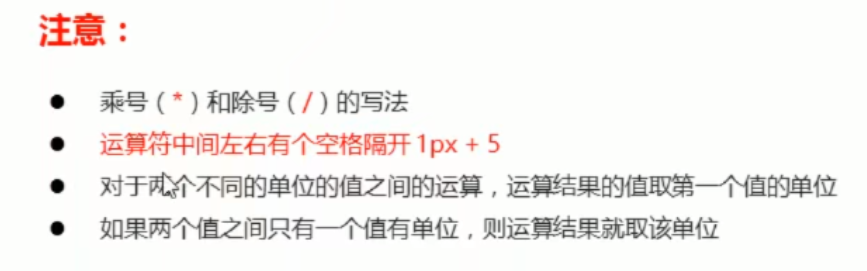 注意：
乘号（*）和除号（/）的写法
运算符中间左右有个空格隔开 1px + 5
对于两个不同的单位的值之间的运算，运算结果的值取第一个值的单位
如果两个值之间只有一个值有单位，则运算结果就取该单位